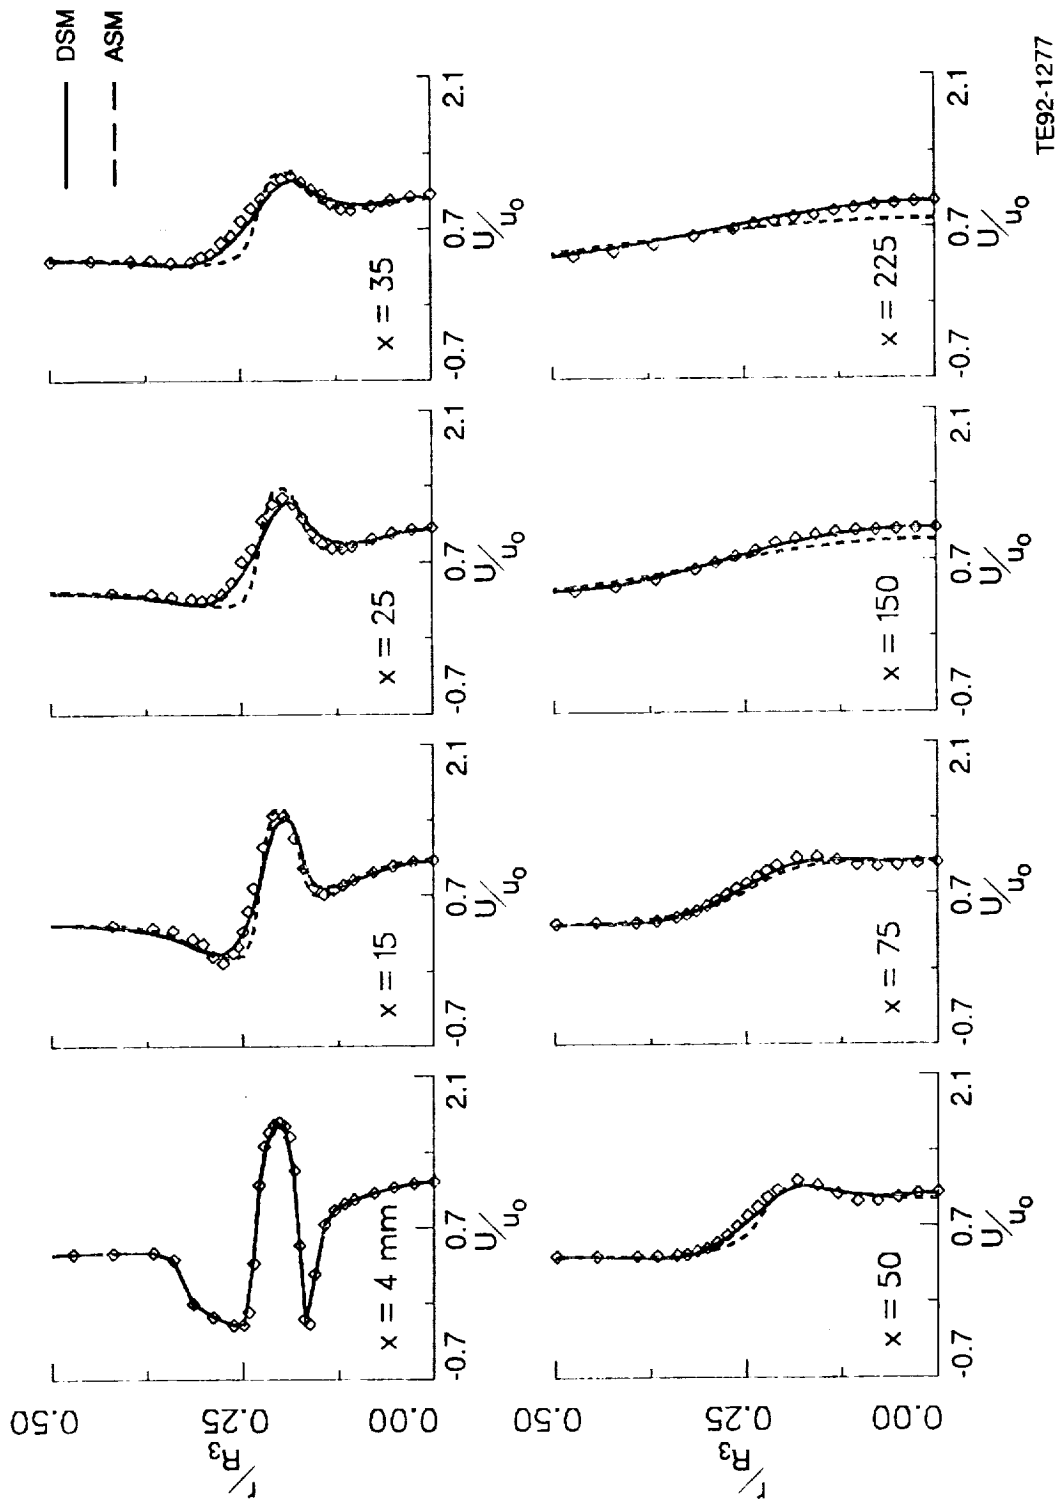 DSM
ASM
r/R3
0.50
0.25
0.00
x = 4 mm
-0.7
0.7
2.1
U/uo
x = 15
-0.7
0.7
2.1
U/uo
x = 25
-0.7
0.7
2.1
U/uo
x = 35
-0.7
0.7
2.1
U/uo
r/R3
0.50
0.25
0.00
x = 50
-0.7
0.7
2.1
U/uo
x = 75
-0.7
0.7
2.1
U/uo
x = 150
-0.7
0.7
2.1
U/uo
x = 225
-0.7
0.7
2.1
U/uo
TE92-1277